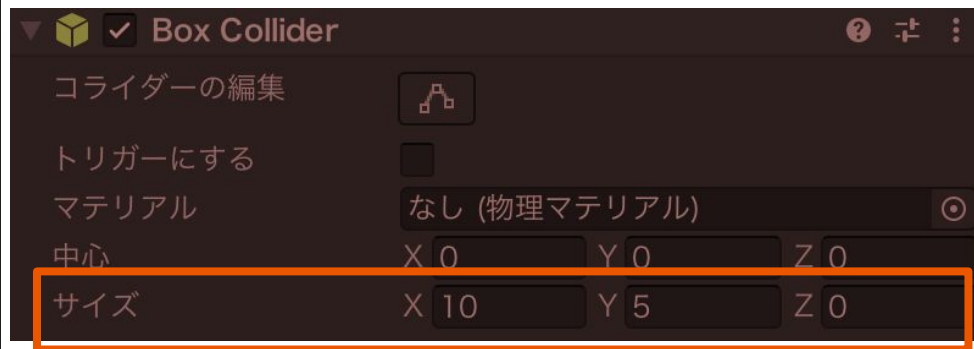 Box Collider
コライダーの編集
トリガーにする
マテリアル なし (物理マテリアル)
中心 X 0 Y 0 Z 0
サイズ X 10 Y 5 Z 0